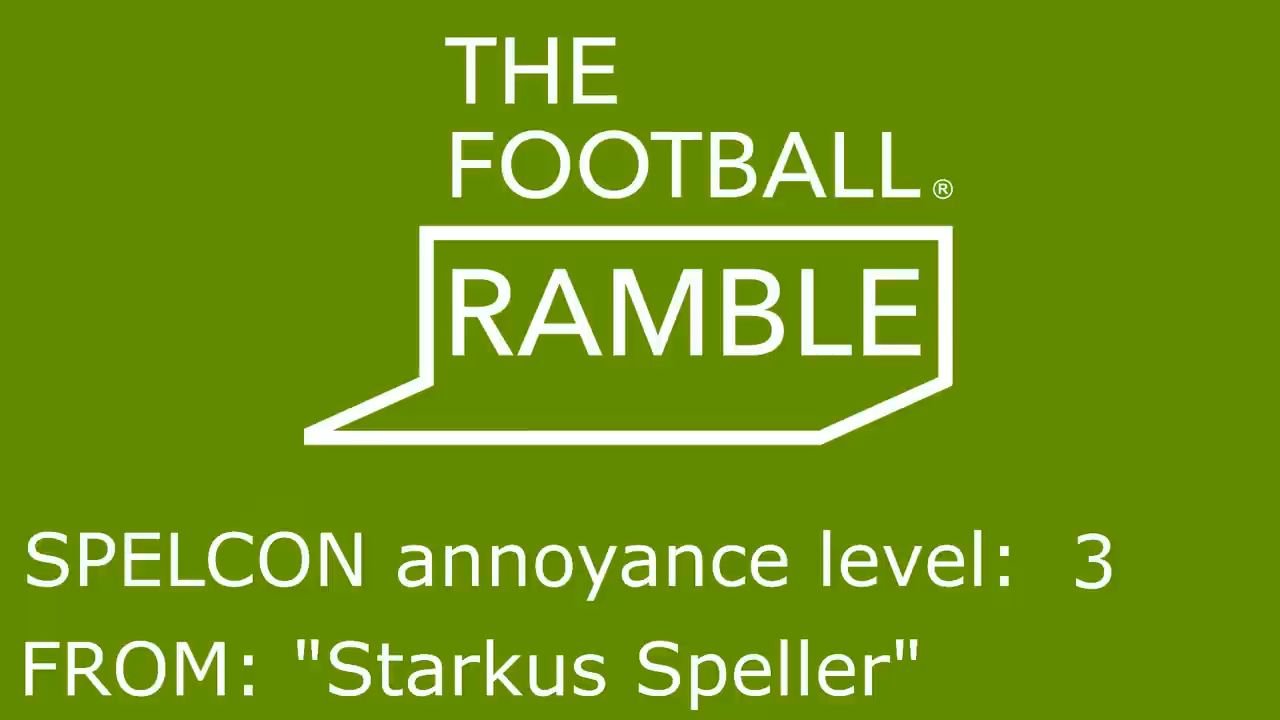 THE
FOOTBALL®
RAMBLE
SPELCON annoyance level: 3
FROM: "Starkus Speller"